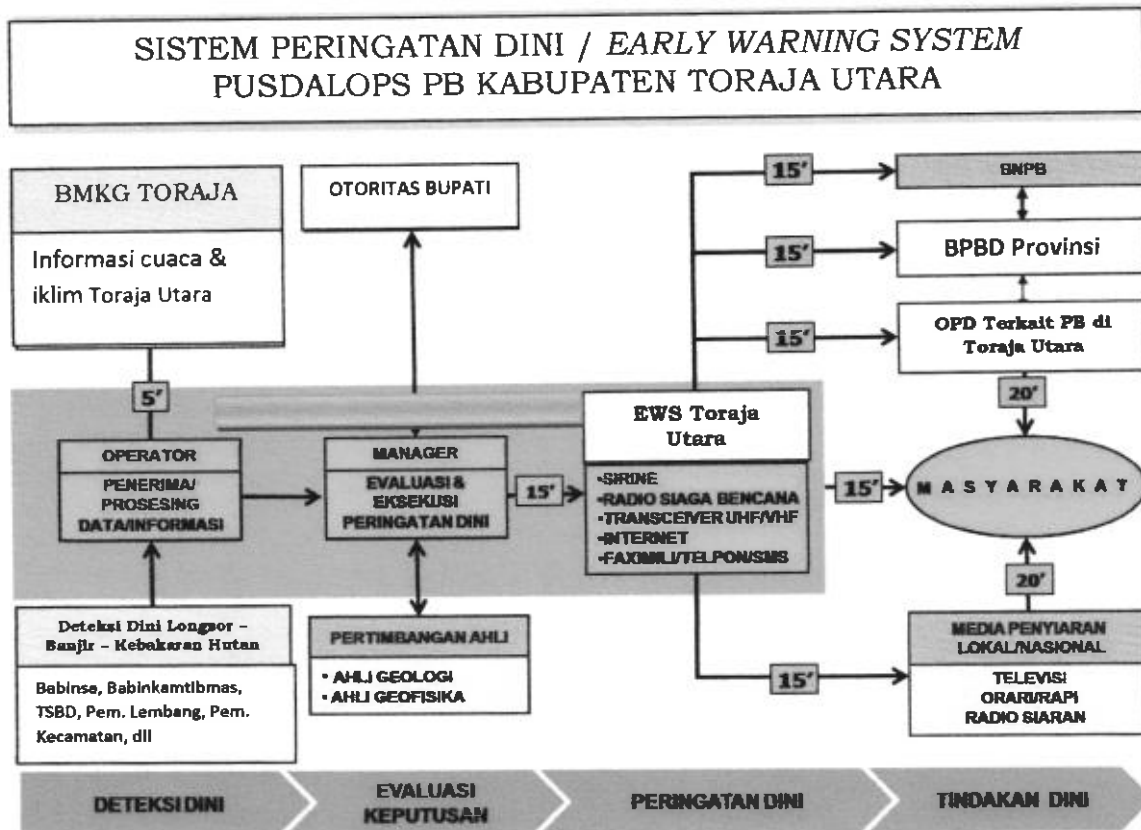 SISTEM PERINGATAN DINI / EARLY WARNING SYSTEM
PUSDALOPS PB KABUPATEN TORAJA UTARA
BMKG TORAJA
Informasi cuaca &
iklim Toraja Utara
OTORITAS BUPATI
15'
BNPB
15'
BPBD Provinsi
15'
OPD Terkait PB di
Toraja Utara
5'
20'
OPERATOR
PENERIMA/
PROSESING
DATA/INFORMASI
MANAGER
EVALUASI &
EKSEKUSI
PERINGATAN DINI
15'
EWS Toraja
Utara
•SIRINE
•RADIO SIAGA BENCANA
•TRANSCEIVER UHF/VHF
•INTERNET
•FAXIMILI/TELPON/SMS
15'
MASYARAKAT
20'
Deteksi Dini Longsor –
Banjir – Kebakaran Hutan
Babinsa, Babinkamtibmas,
TSBD, Pem. Lembang, Pem.
Kecamatan, dll
PERTIMBANGAN AHLI
• AHLI GEOLOGI
• AHLI GEOFISIKA
15'
MEDIA PENYIARAN
LOKAL/NASIONAL
TELEVISI
ORARI/RAPI
RADIO SIARAN
DETEKSI DINI
EVALUASI
KEPUTUSAN
PERINGATAN DINI
TINDAKAN DINI